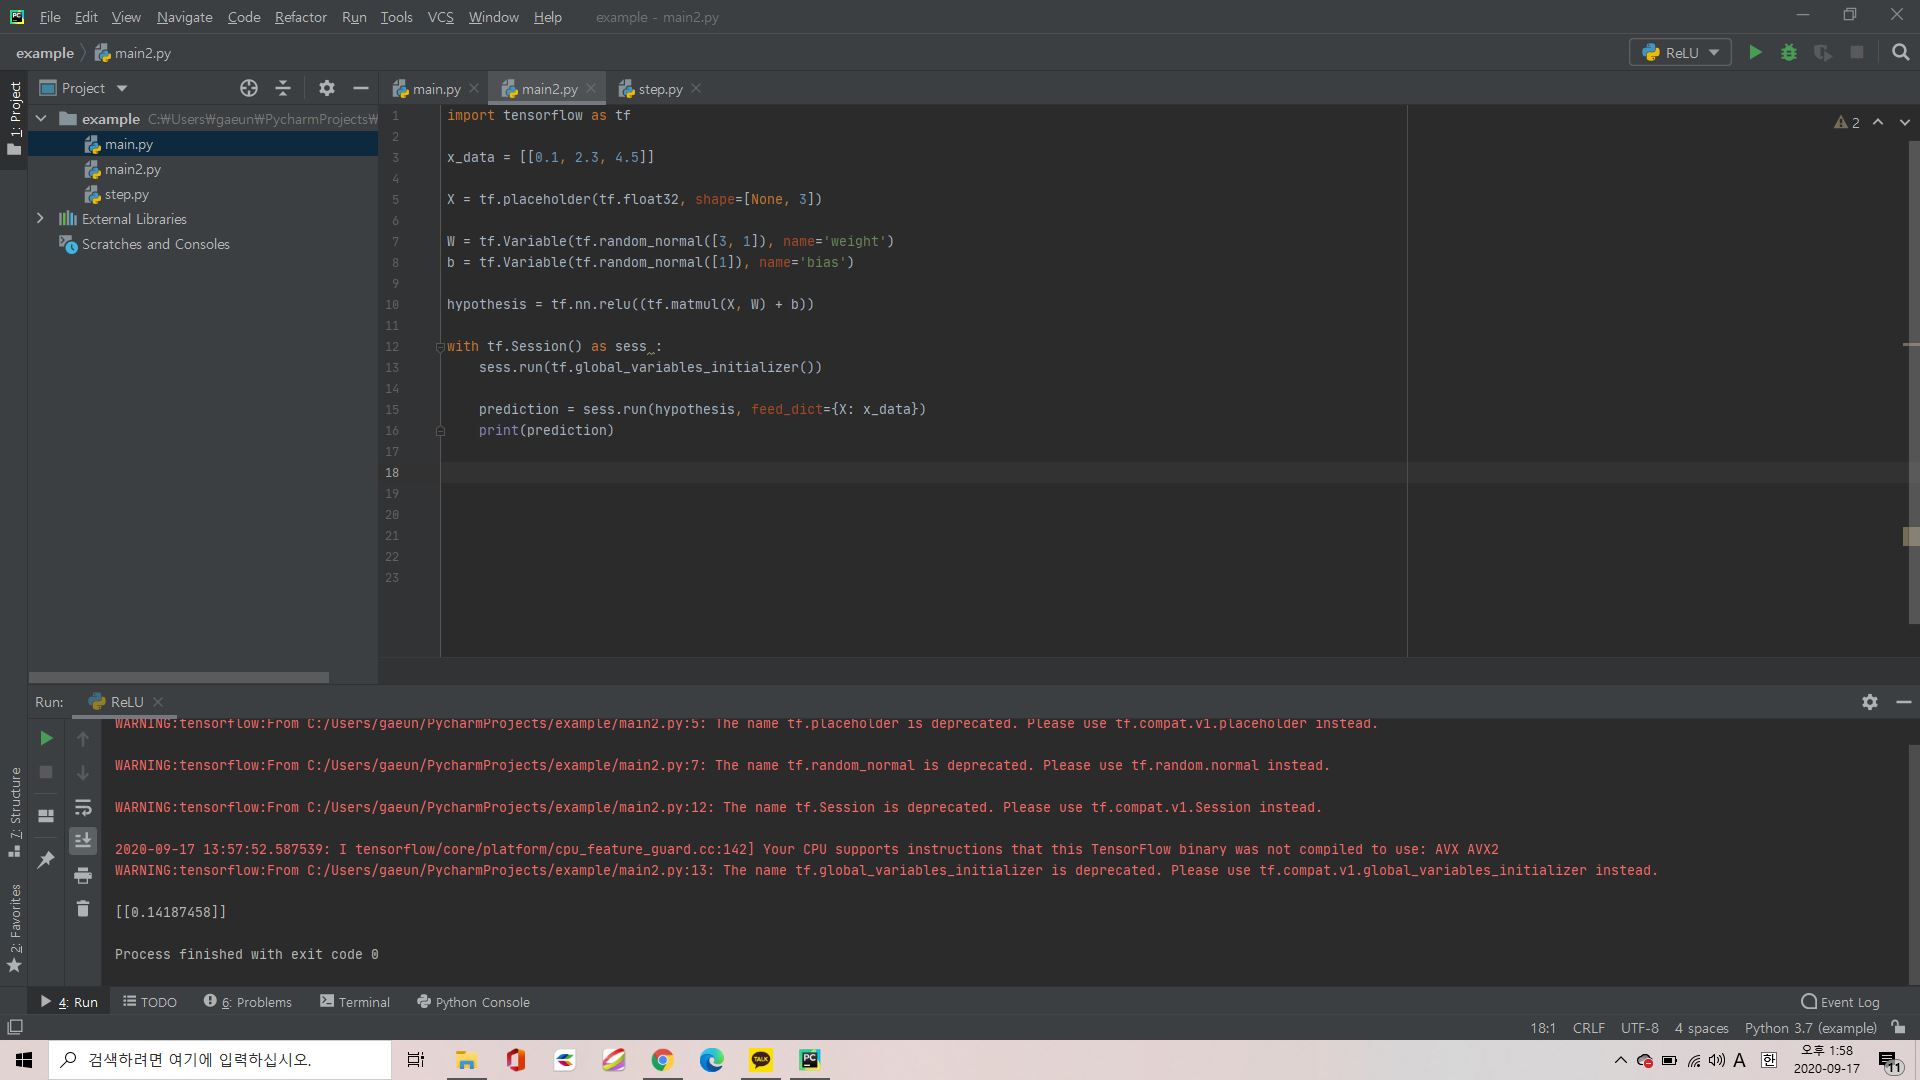 File Edit View Navigate Code Refactor Run Tools VCS Window Help example - main2.py
example main2.py ReLU
1: Project
Project
main.py main2.py step.py
example C:₩Users₩gaeun₩PycharmProjects₩
main.py
main2.py
step.py
External Libraries
Scratches and Consoles
2
1 import tensorflow as tf
2
3 x_data = [[0.1, 2.3, 4.5]]
4
5 X = tf.placeholder(tf.float32, shape=[None, 3])
6
7 W = tf.Variable(tf.random_normal([3, 1]), name='weight')
8 b = tf.Variable(tf.random_normal([1]), name='bias')
9
10 hypothesis = tf.nn.relu((tf.matmul(X, W) + b))
11
12 with tf.Session() as sess :
13     sess.run(tf.global_variables_initializer())
14
15     prediction = sess.run(hypothesis, feed_dict={X: x_data})
16     print(prediction)
17
18
19
20
21
22
23
Run: ReLU
WARNING:tensorflow:From C:/Users/gaeun/PycharmProjects/example/main2.py:5: The name tf.placeholder is deprecated. Please use tf.compat.v1.placeholder instead.
WARNING:tensorflow:From C:/Users/gaeun/PycharmProjects/example/main2.py:7: The name tf.random_normal is deprecated. Please use tf.random.normal instead.
WARNING:tensorflow:From C:/Users/gaeun/PycharmProjects/example/main2.py:12: The name tf.Session is deprecated. Please use tf.compat.v1.Session instead.
2020-09-17 13:57:52.587539: I tensorflow/core/platform/cpu_feature_guard.cc:142] Your CPU supports instructions that this TensorFlow binary was not compiled to use: AVX AVX2
WARNING:tensorflow:From C:/Users/gaeun/PycharmProjects/example/main2.py:13: The name tf.global_variables_initializer is deprecated. Please use tf.compat.v1.global_variables_initializer instead.
[[0.14187458]]
Process finished with exit code 0
7: Structure
2: Favorites
4: Run TODO 6: Problems Terminal Python Console Event Log
18:1 CRLF UTF-8 4 spaces Python 3.7 (example)
검색하려면 여기에 입력하십시오.
TALK
PC
A 한
오후 1:58
2020-09-17
11